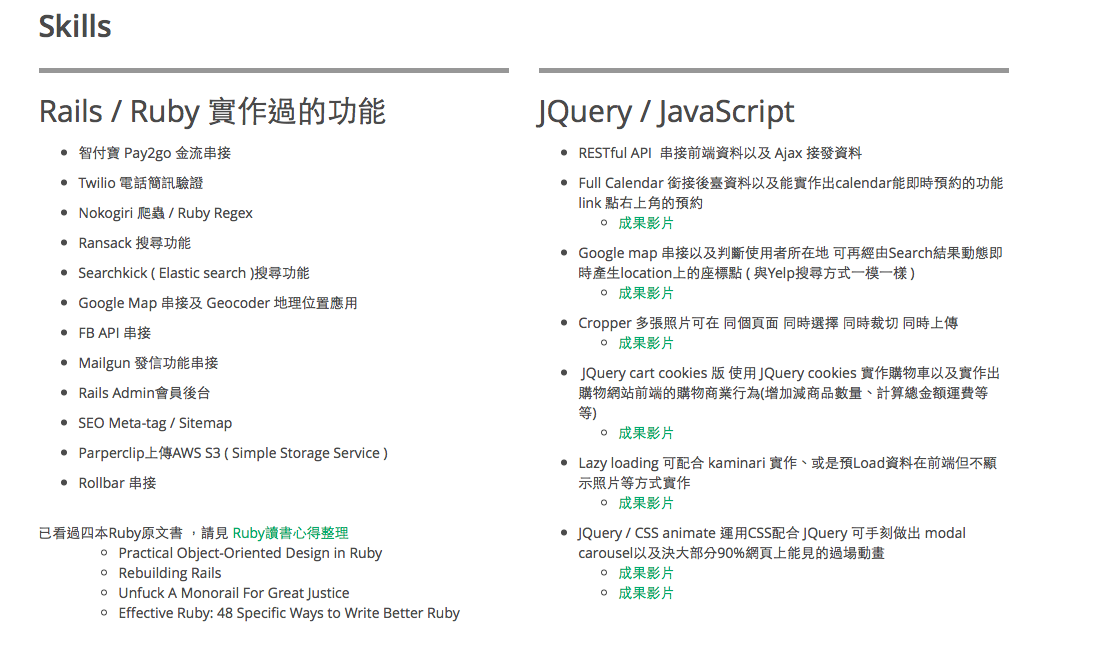 Skills
Rails / Ruby 實作過的功能
智付寶 Pay2go 金流串接
Twilio 電話簡訊驗證
Nokogiri 爬蟲 / Ruby Regex
Ransack 搜尋功能
Searchkick ( Elastic search )搜尋功能
Google Map 串接及 Geocoder 地理位置應用
FB API 串接
Mailgun 發信功能串接
Rails Admin會員後台
SEO Meta-tag / Sitemap
Parperclip上傳AWS S3 ( Simple Storage Service )
Rollbar 串接
已看過四本Ruby原文書 ，請見 Ruby讀書心得整理
Practical Object-Oriented Design in Ruby
Rebuilding Rails
Unfuck A Monorail For Great Justice
Effective Ruby: 48 Specific Ways to Write Better Ruby
JQuery / JavaScript
RESTful API 串接前端資料以及 Ajax 接發資料
Full Calendar 銜接後臺資料以及能實作出calendar能即時預約的功能
link 點右上角的預約
成果影片
Google map 串接以及判斷使用者所在地 可再經由Search結果動態即
時產生location上的座標點 ( 與Yelp搜尋方式一模一樣 )
成果影片
Cropper 多張照片可在 同個頁面 同時選擇 同時裁切 同時上傳
成果影片
JQuery cart cookies 版 使用 JQuery cookies 實作購物車以及實作出
購物網站前端的購物商業行為(增加減商品數量、計算總金額運費等
等)
成果影片
Lazy loading 可配合 kaminari 實作、或是預Load資料在前端但不顯
示照片等方式實作
成果影片
JQuery / CSS animate 運用CSS配合 JQuery 可手刻做出 modal
carousel以及決大部分90%網頁上能見的過場動畫
成果影片
成果影片